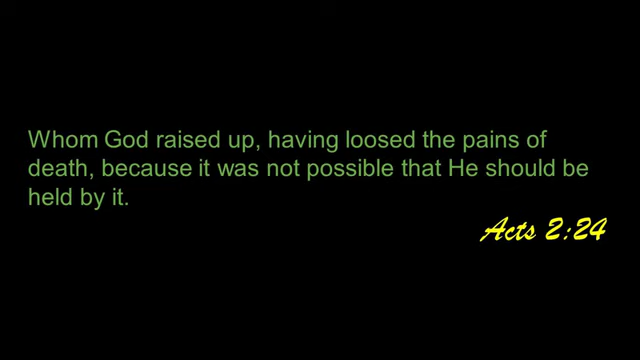 Whom God raised up, having loosed the pains of
death, because it was not possible that He should be
held by it.
Acts 2:24